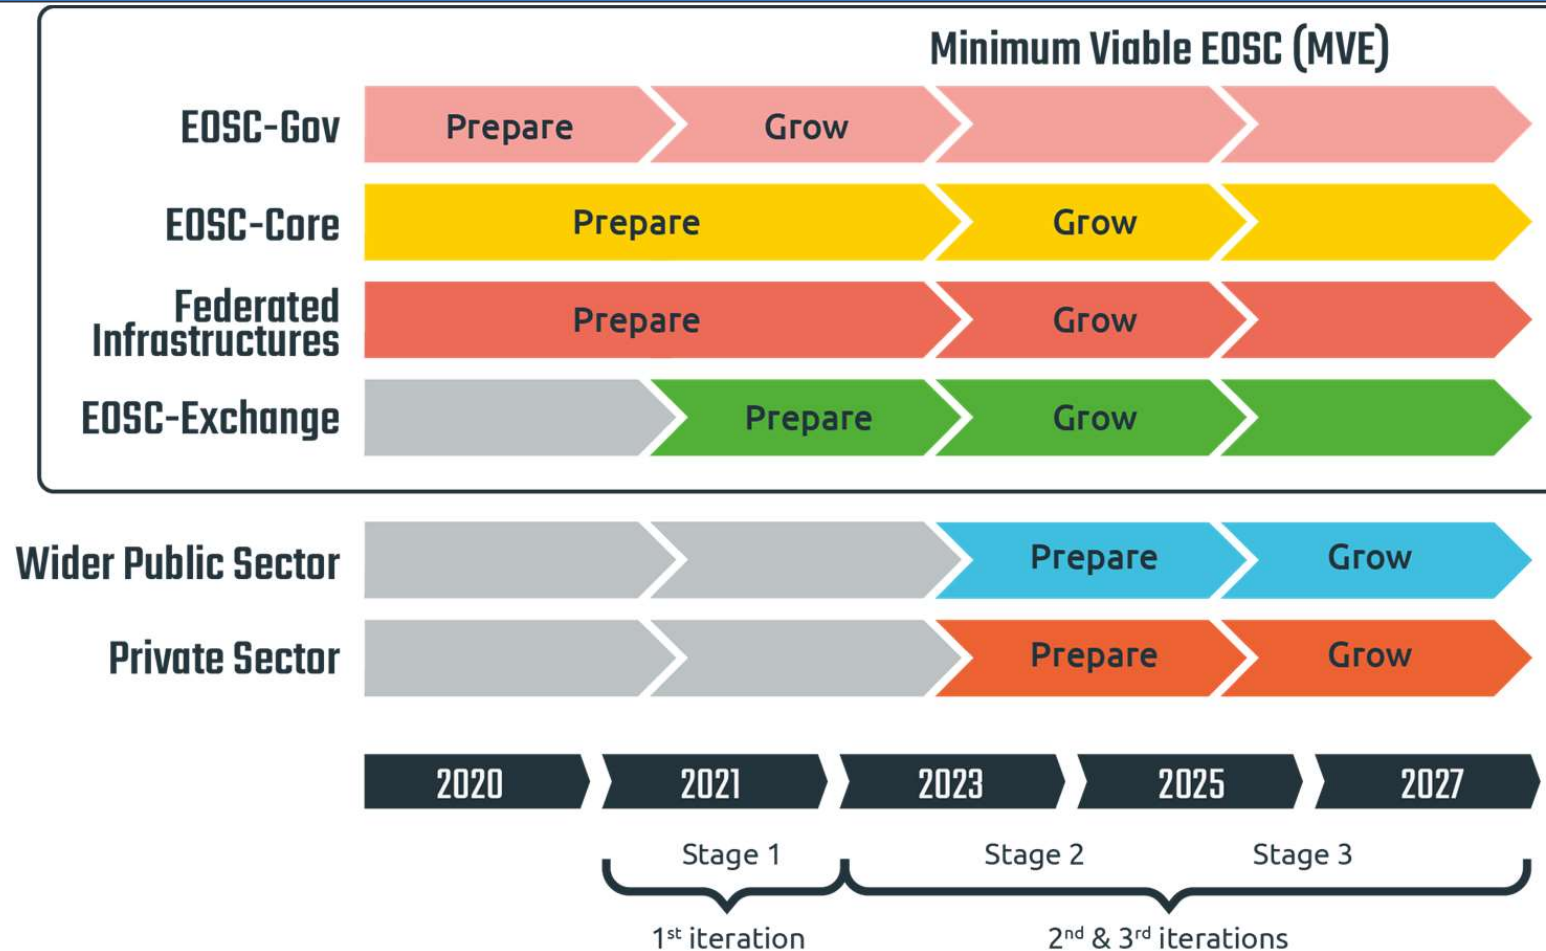 Minimum Viable EOSC (MVE)
EOSC-Gov
Prepare
Grow
EOSC-Core
Prepare
Grow
Federated
Infrastructures
Prepare
Grow
EOSC-Exchange
Prepare
Grow
Wider Public Sector
Prepare
Grow
Private Sector
Prepare
Grow
2020
2021
2023
2025
2027
Stage 1
Stage 2
Stage 3
1st iteration
2nd & 3rd iterations